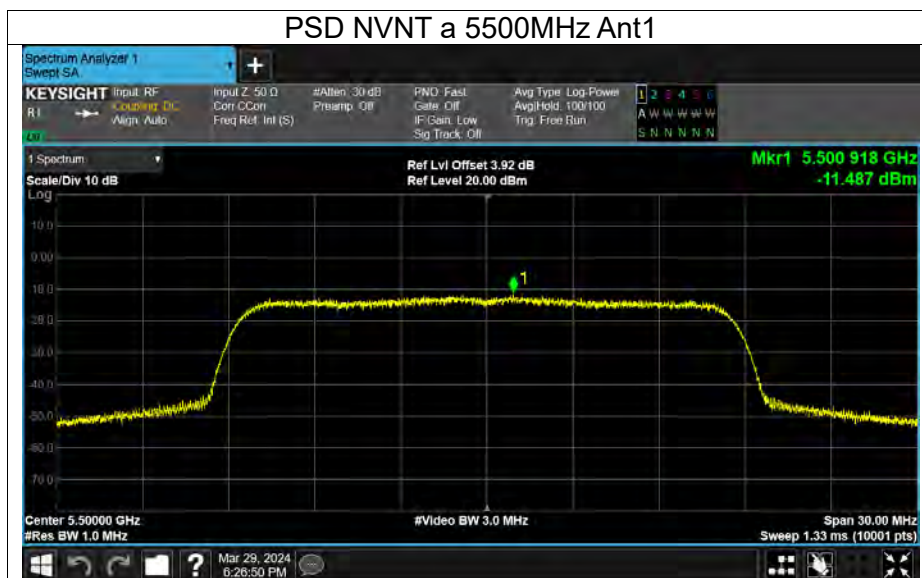 PSD NVNT a 5500MHz Ant1
Spectrum Analyzer 1
Swept SA
+
KEYSIGHT Input: RF
Coupling: DC
Align: Auto
Input Z: 50 Ω
Corr CCorr
Freq Ref: Int (S)
#Atten: 30 dB
Preamp: Off
PNO: Fast
Gate: Off
IF Gain: Low
Sig Track: Off
Avg Type: Log-Power
Avg|Hold: 100/100
Trig: Free Run
1 2 3 4 5 6
A W W W W W
S N N N N N
1 Spectrum
Scale/Div 10 dB
Log
Ref Lvl Offset 3.92 dB
Ref Level 20.00 dBm
Mkr1 5.500 918 GHz
-11.487 dBm
10.0
0.00
-10.0
-20.0
-30.0
-40.0
-50.0
-60.0
-70.0
1
Center 5.50000 GHz
#Res BW 1.0 MHz
#Video BW 3.0 MHz
Span 30.00 MHz
Sweep 1.33 ms (10001 pts)
?
Mar 29, 2024
6:26:50 PM